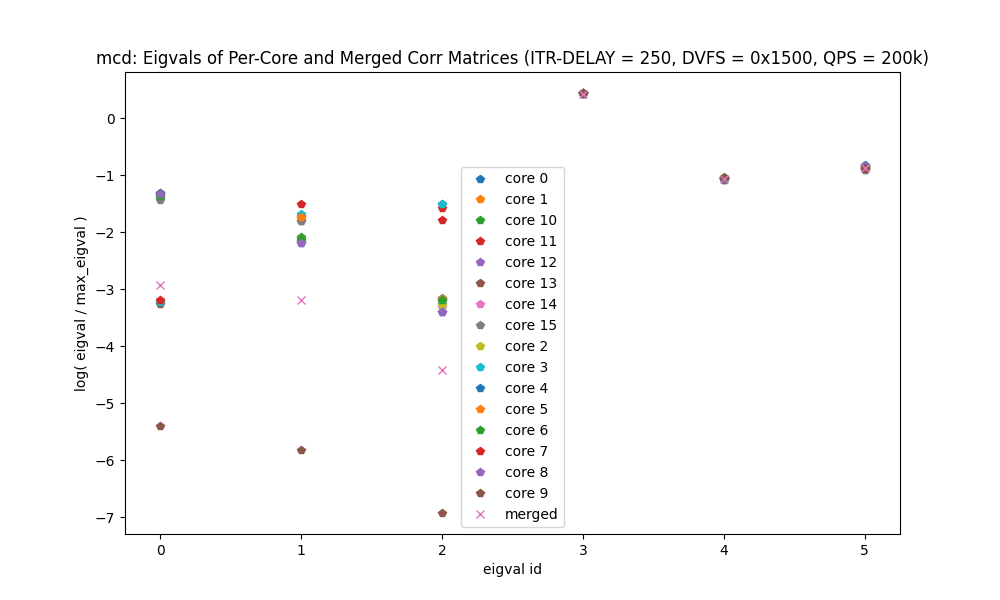 mcd: Eigvals of Per-Core and Merged Corr Matrices (ITR-DELAY = 250, DVFS = 0x1500, QPS = 200k)
log( eigval / max_eigval )
0
−1
−2
−3
−4
−5
−6
−7
core 0
core 1
core 10
core 11
core 12
core 13
core 14
core 15
core 2
core 3
core 4
core 5
core 6
core 7
core 8
core 9
merged
0 1 2 3 4 5
eigval id